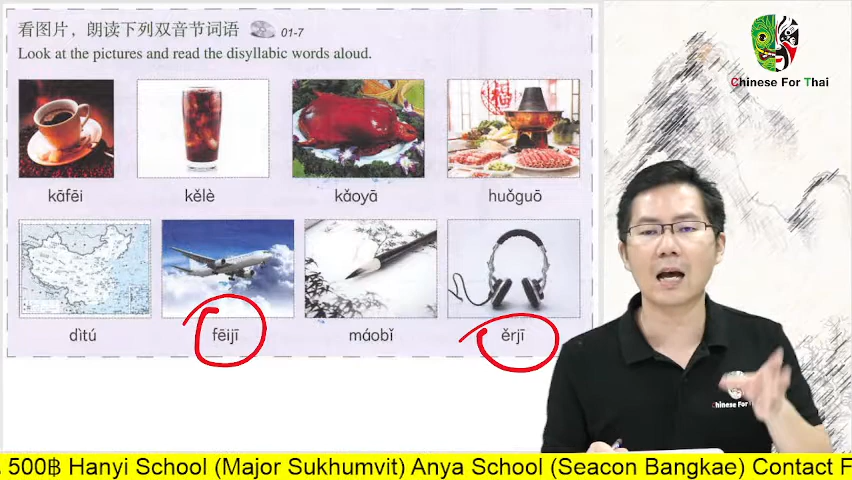 看图片，朗读下列双音节词语 01-7
Look at the pictures and read the disyllabic words aloud.
Chinese For Thai
kāfēi kělè kǎoyā huǒguō
福
dìtú fēijī máobǐ ěrjī
Chinese For
500฿ Hanyi School (Major Sukhumvit) Anya School (Seacon Bangkae) Contact F